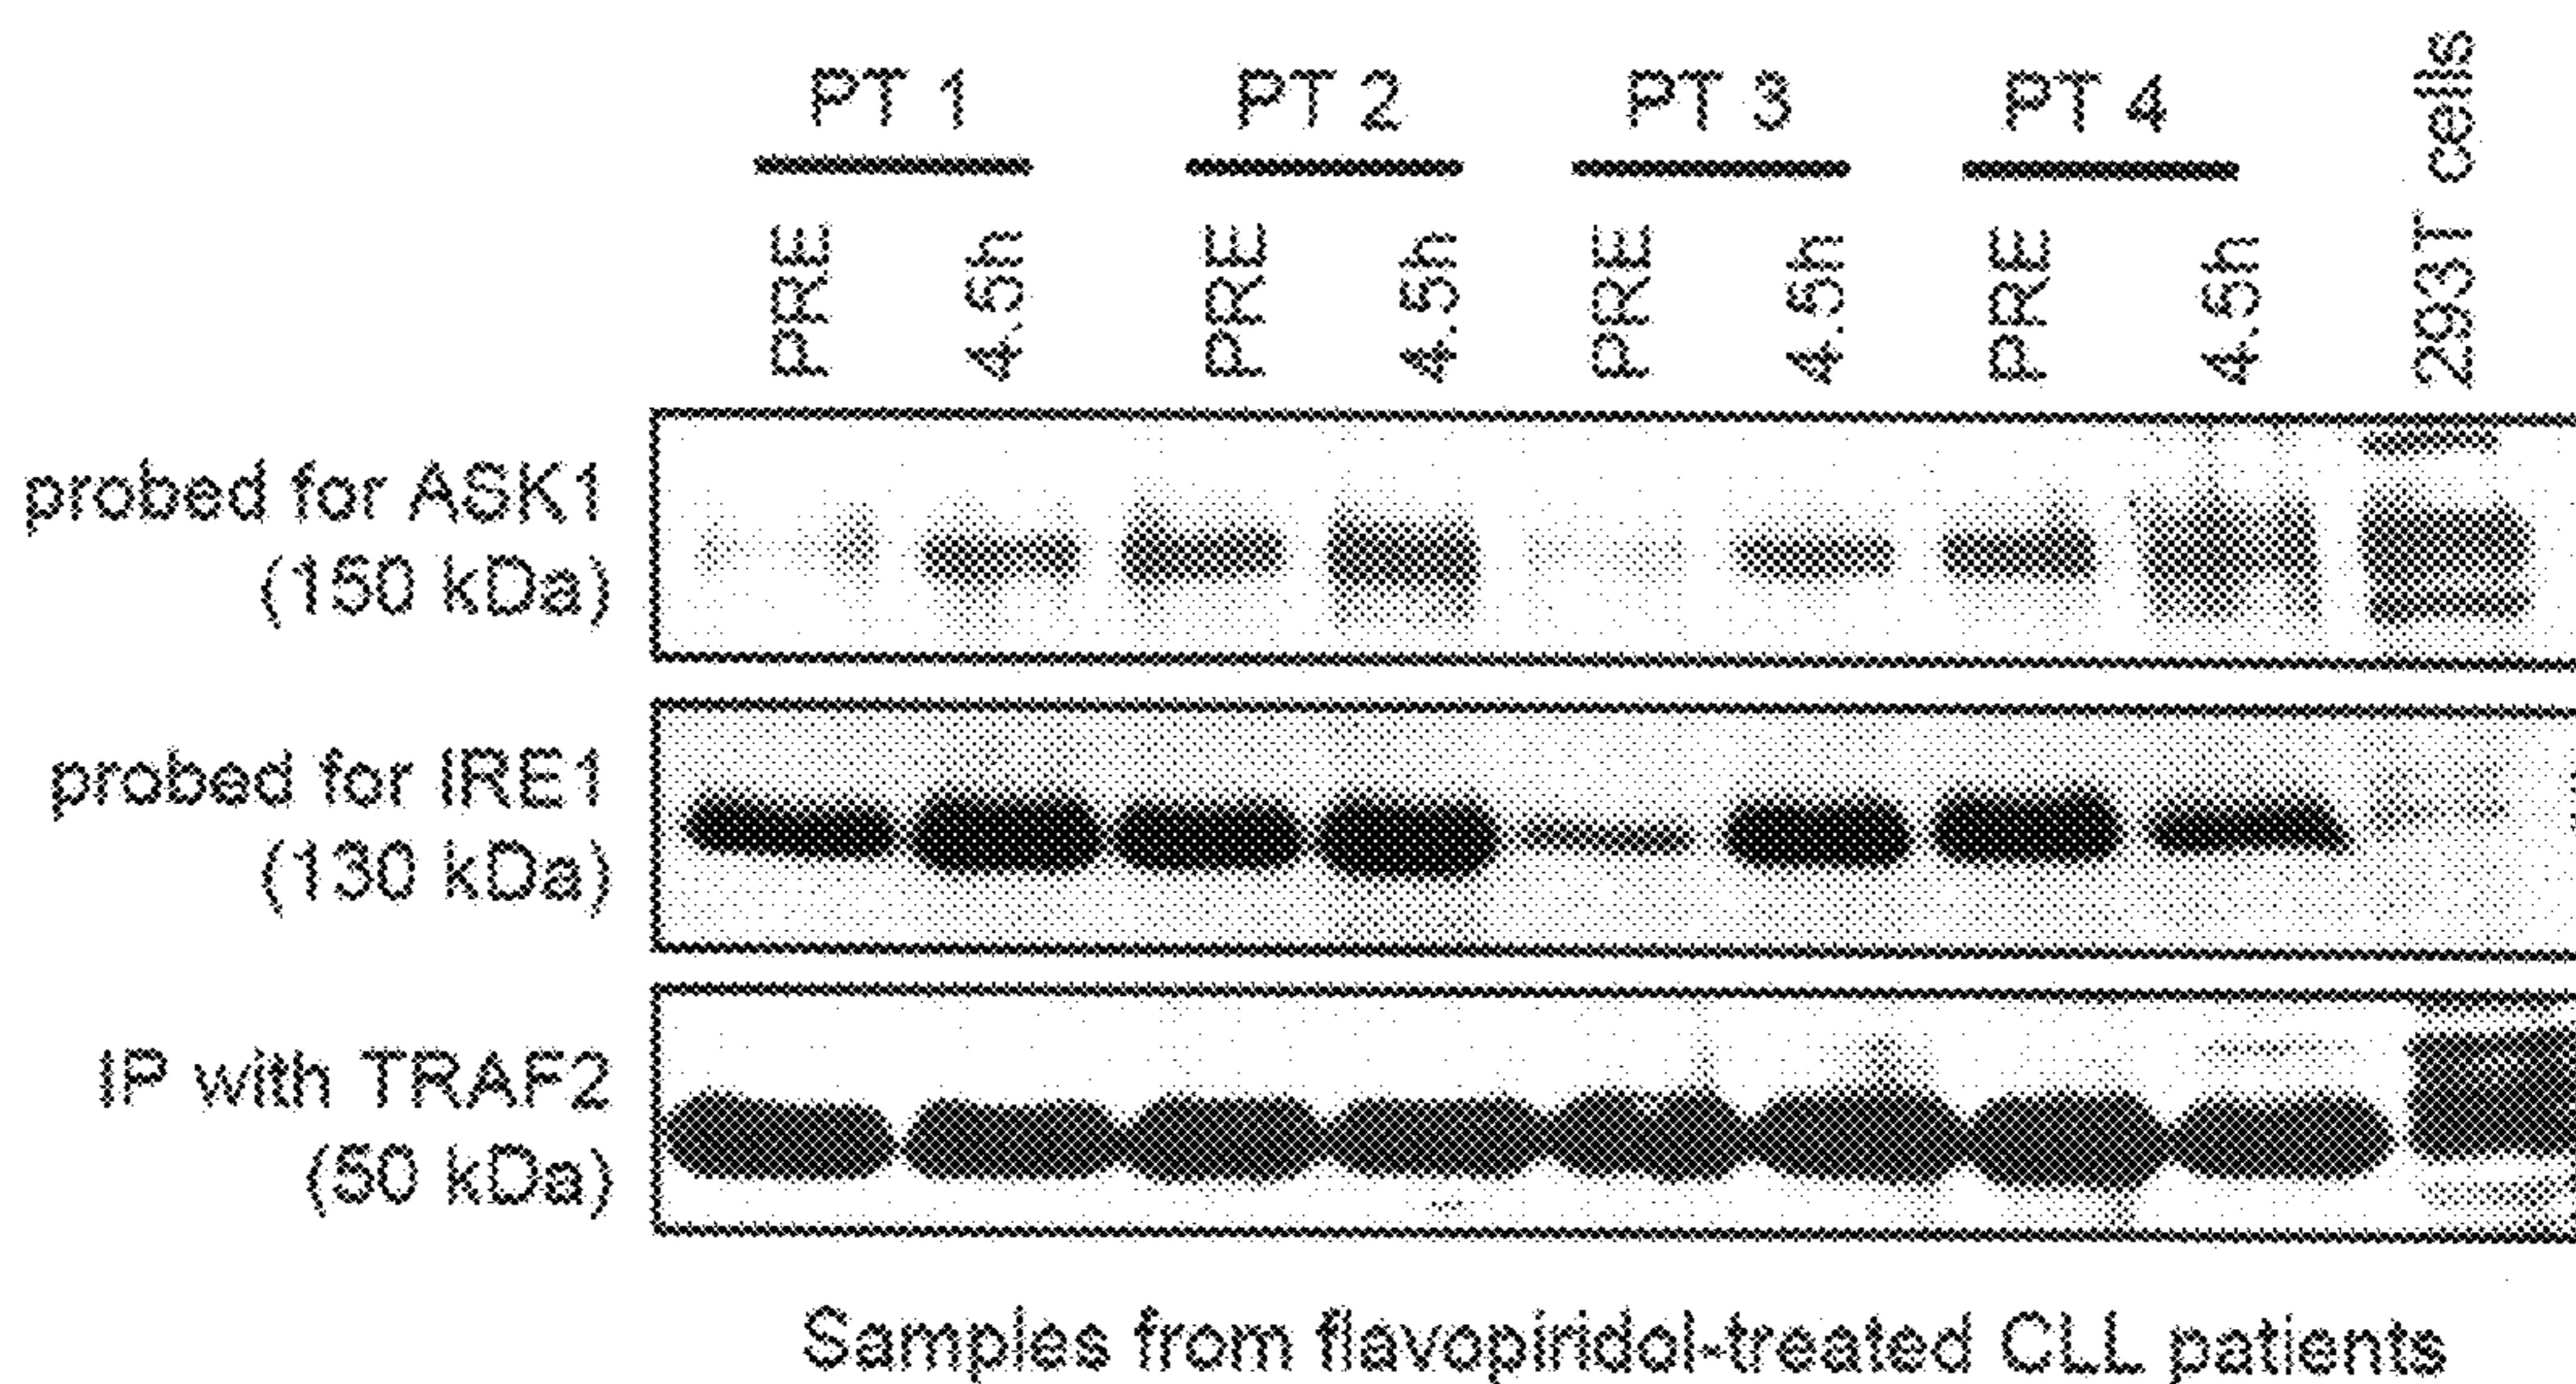 PT 1 PT 2 PT 3 PT 4 293T cells
PRE 4.5h PRE 4.5h PRE 4.5h PRE 4.5h
probed for ASK1
(150 kDa)
probed for IRE1
(130 kDa)
IP with TRAF2
(50 kDa)
Samples from flavopiridol-treated CLL patients